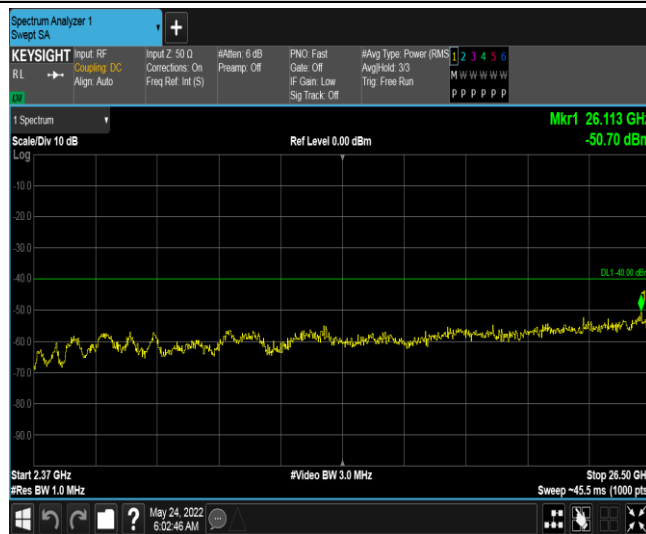 Spectrum Analyzer 1
Swept SA
+
KEYSIGHT
RL
LXI
Input: RF
Coupling: DC
Align: Auto
Input Z: 50 Ω
Corrections: On
Freq Ref: Int (S)
#Atten: 6 dB
Preamp: Off
PNO: Fast
Gate: Off
IF Gain: Low
Sig Track: Off
#Avg Type: Power (RMS
Avg|Hold: 3/3
Trig: Free Run
1 2 3 4 5 6
M W W W W W
P P P P P P
1 Spectrum
Mkr1 26.113 GHz
Scale/Div 10 dB
Ref Level 0.00 dBm
-50.70 dBm
Log
-10.0
-20.0
-30.0
-40.0
DL1 -40.00 dBm
-50.0
-60.0
-70.0
-80.0
-90.0
Start 2.37 GHz
#Video BW 3.0 MHz
Stop 26.50 GH
#Res BW 1.0 MHz
Sweep ~45.5 ms (1000 pts
?
May 24, 2022
6:02:46 AM